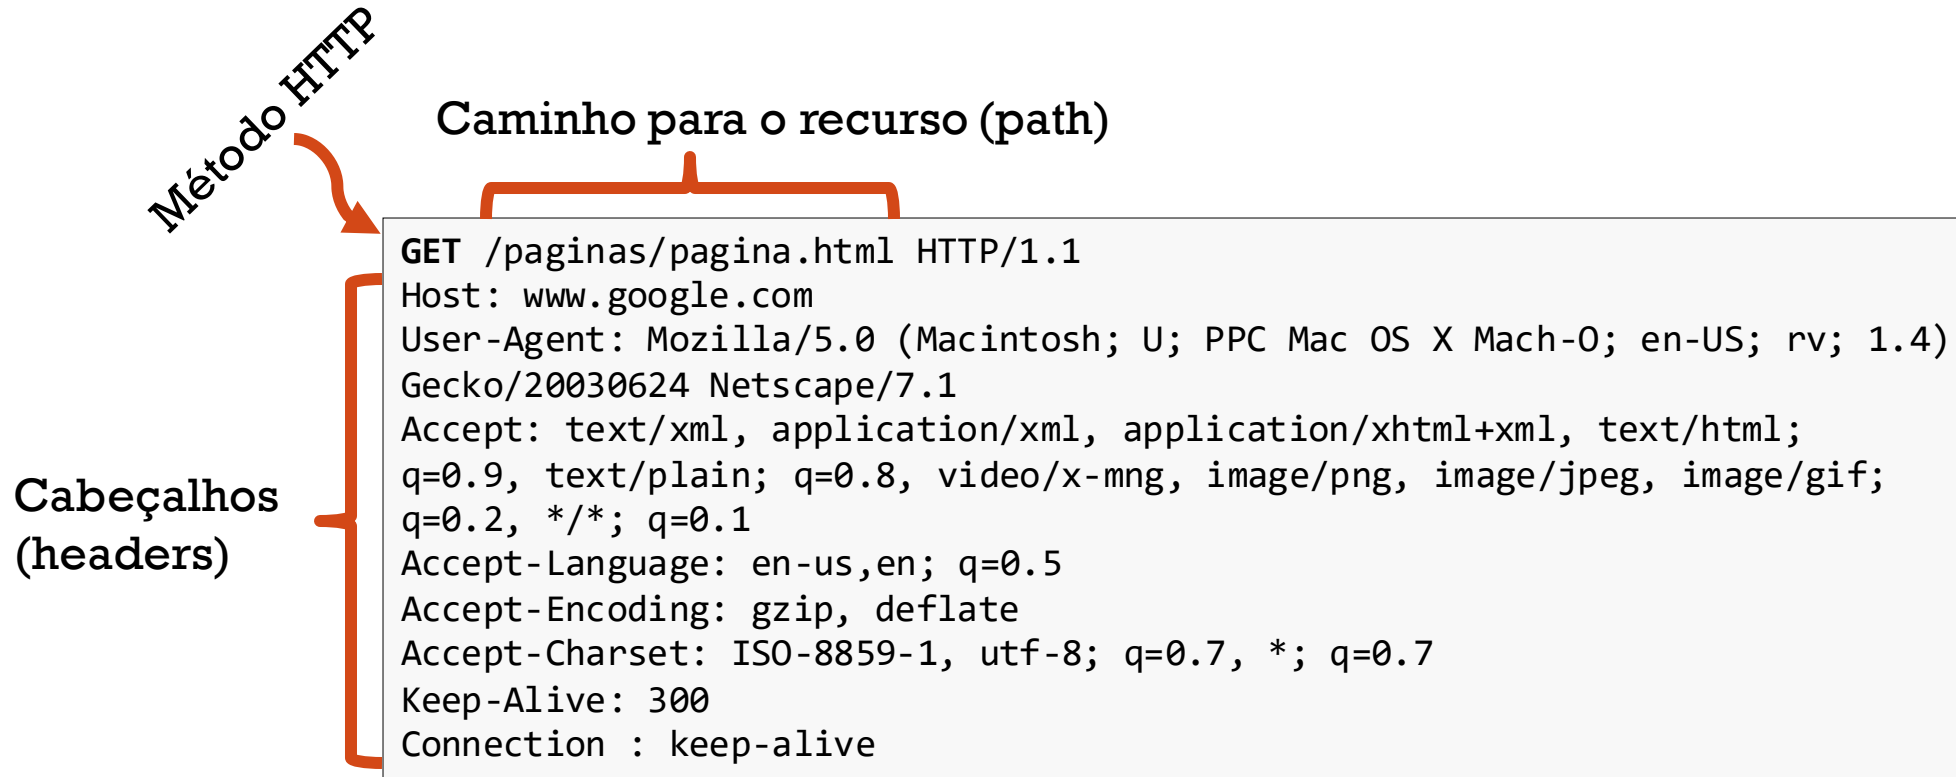 Método HTTP
Caminho para o recurso (path)
GET /paginas/pagina.html HTTP/1.1
Host: www.google.com
User-Agent: Mozilla/5.0 (Macintosh; U; PPC Mac OS X Mach-O; en-US; rv; 1.4)
Gecko/20030624 Netscape/7.1
Accept: text/xml, application/xml, application/xhtml+xml, text/html;
q=0.9, text/plain; q=0.8, video/x-mng, image/png, image/jpeg, image/gif;
q=0.2, */*; q=0.1
Accept-Language: en-us,en; q=0.5
Accept-Encoding: gzip, deflate
Accept-Charset: ISO-8859-1, utf-8; q=0.7, *; q=0.7
Keep-Alive: 300
Connection : keep-alive
Cabeçalhos
(headers)